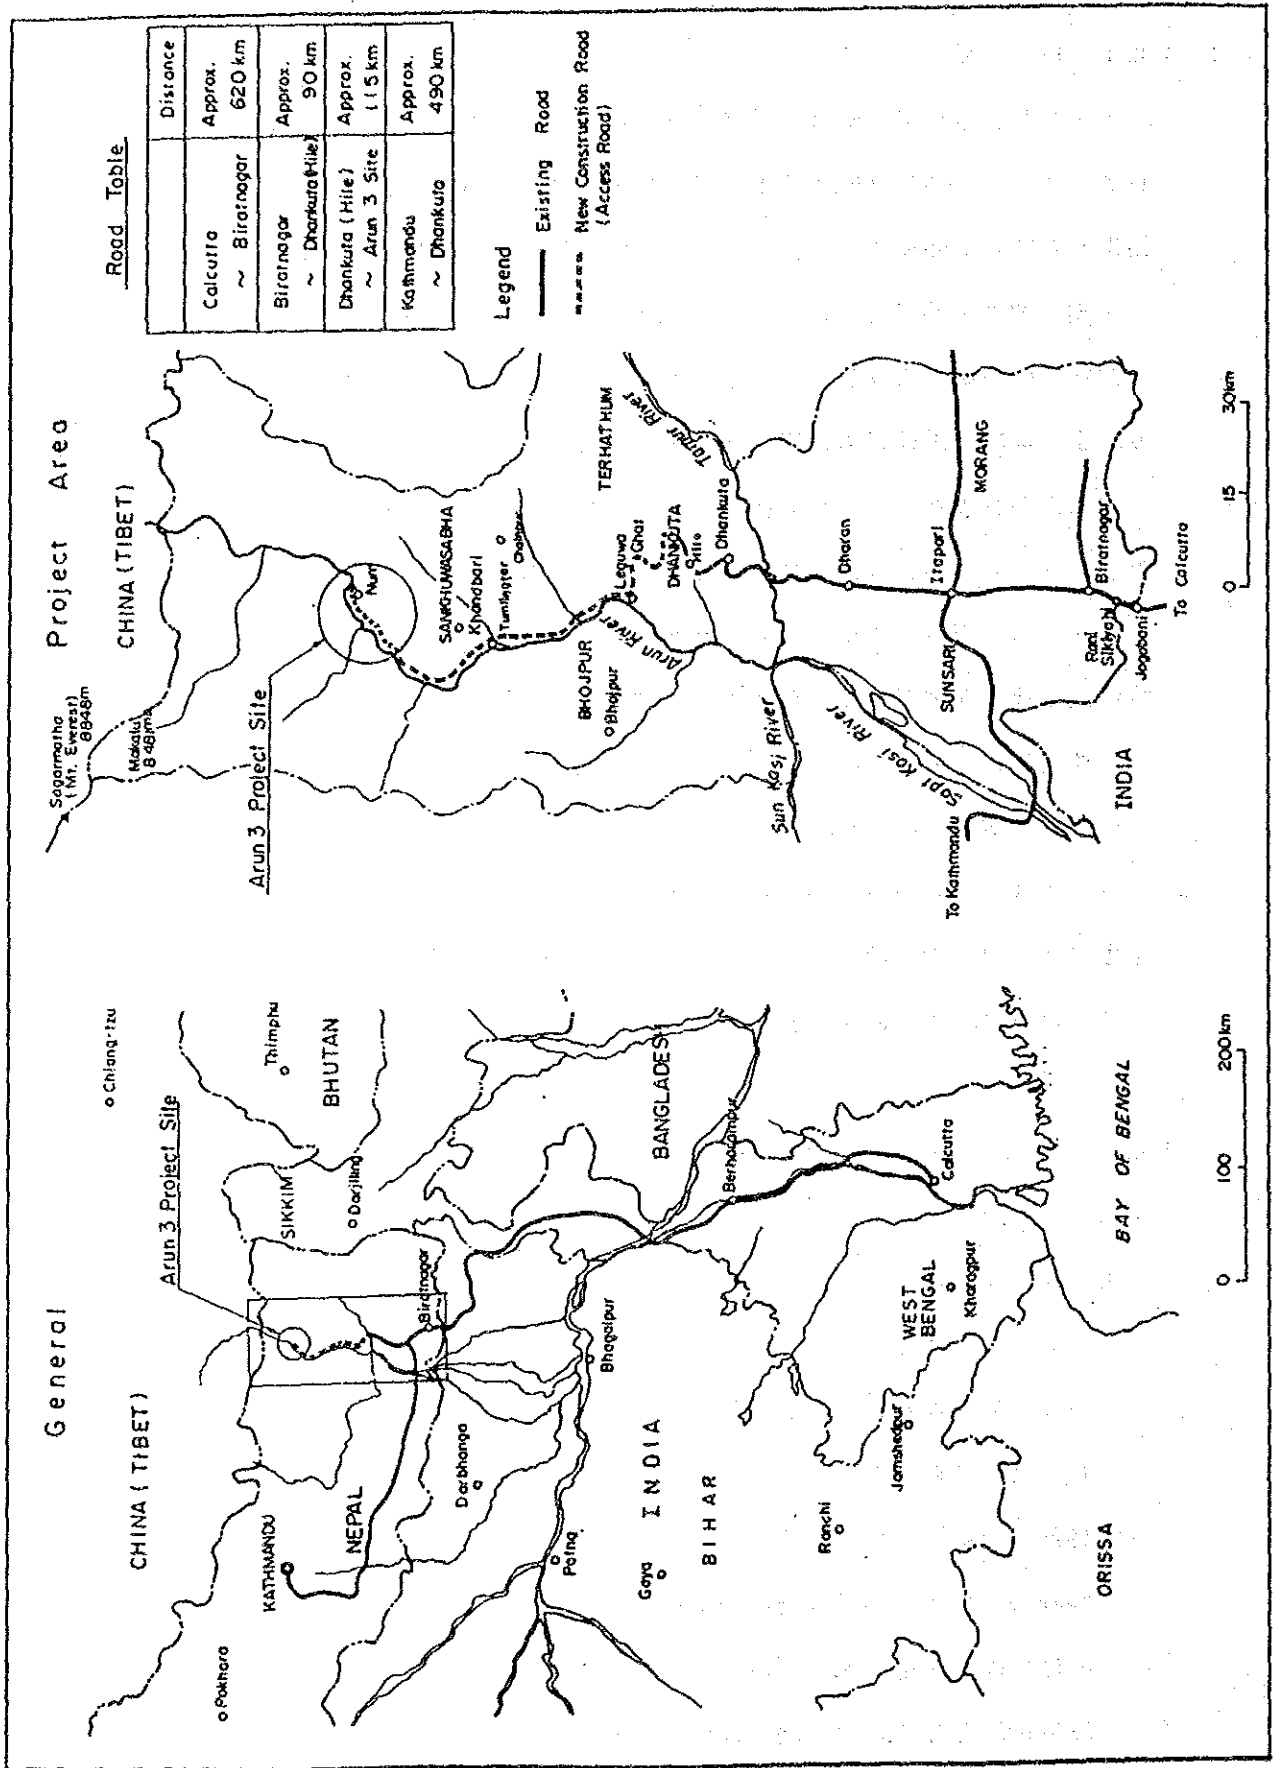 General
CHINA (TIBET)
o Chiang-tzu
Arun 3 Project Site
Thimphu
BHUTAN
SIKKIM
Darjiling
Pokhara
KATHMANDU
NEPAL
Biratnagar
Darbhanga
Bhagalpur
Patna
Gaya
INDIA
BIHAR
BANGLADES
Berhampur
Ranchi
Jamshedpur
WEST
BENGAL
Kharagpur
Calcutta
ORISSA
BAY OF BENGAL
0 100 200km
Project Area
CHINA (TIBET)
Sagarmatha
(Mt. Everest)
8848m
Makalu
Arun 3 Project Site
Num
SANKHUWASABHA
Khandbari
Tumlingtar
Chainpur
BHOJPUR
Bhojpur
Arun River
Leguwa
Ghat
TERHATHUM
Tamur River
DHANKUTA
Hile
Dhankuta
Sun Kosi River
Sapt Kosi River
Dharan
Itapari
SUNSARI
MORANG
To Kathmandu
Biratnagar
Rani
Sikiyahi
Jogobani
To Calcutta
INDIA
0 15 30km
Road Table
Distance
Calcutta
~ Biratnagar
Approx.
620 km
Biratnagar
~ Dhankuta(Hile)
Approx.
90 km
Dhankuta (Hile)
~ Arun 3 Site
Approx.
115 km
Kathmandu
~ Dhankuta
Approx.
490 km
Legend
Existing Road
New Construction Road
(Access Road)